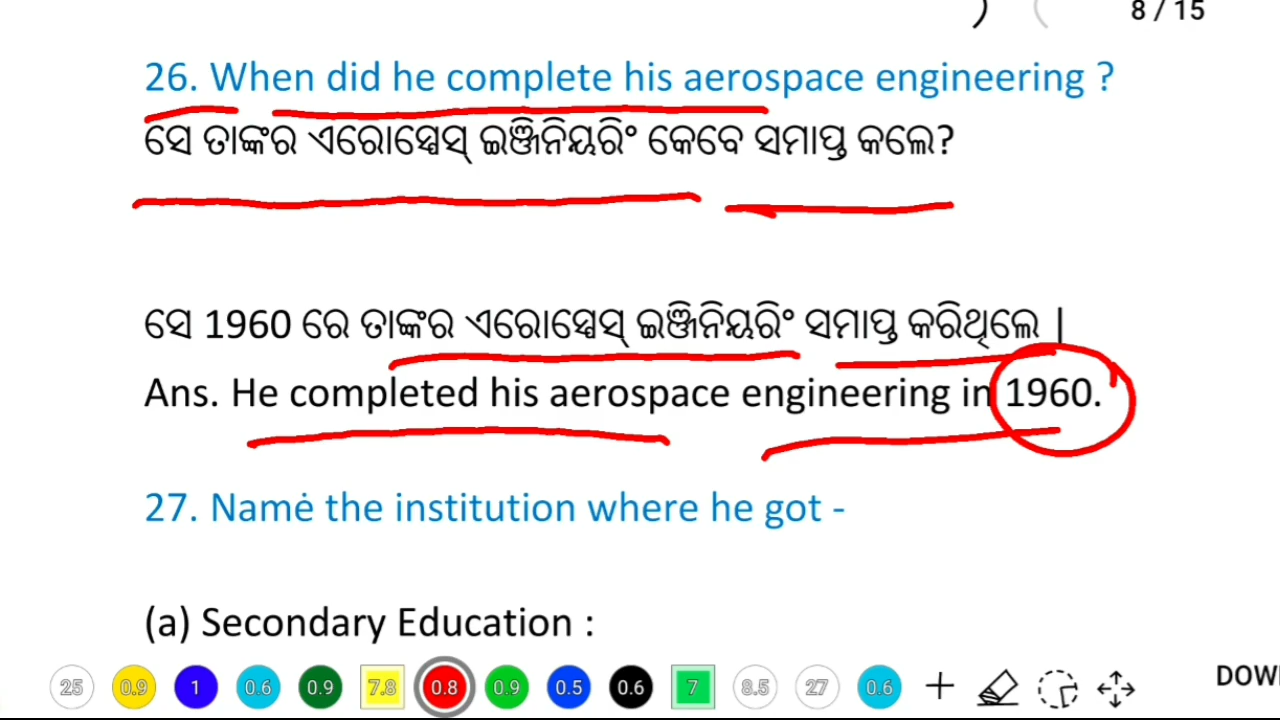 8 / 15
26. When did he complete his aerospace engineering ?
ସେ ତାଙ୍କର ଏରୋସ୍ପେସ୍ ଇଞ୍ଜିନିୟରିଂ କେବେ ସମାପ୍ତ କଲେ?
ସେ 1960 ରେ ତାଙ୍କର ଏରୋସ୍ପେସ୍ ଇଞ୍ଜିନିୟରିଂ ସମାପ୍ତ କରିଥିଲେ |
Ans. He completed his aerospace engineering in 1960.
27. Name the institution where he got -
(a) Secondary Education :
25 0.9 1 0.6 0.9 7.8 0.8 0.9 0.5 0.6 7 8.5 27 0.6